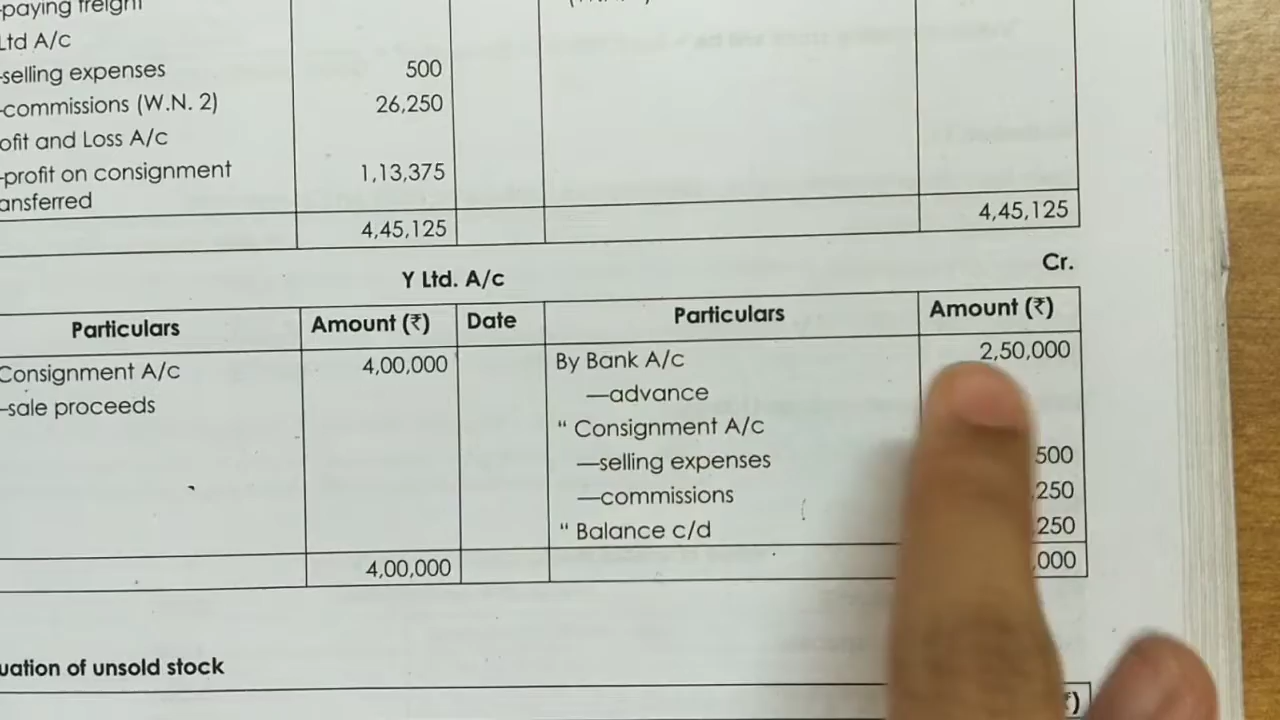 -paying freight
Ltd A/c
-selling expenses 500
-commissions (W.N. 2) 26,250
ofit and Loss A/c
-profit on consignment 1,13,375
ansferred
4,45,125 4,45,125
Y Ltd. A/c Cr.
Particulars Amount (₹) Date Particulars Amount (₹)
Consignment A/c 4,00,000 By Bank A/c 2,50,000
-sale proceeds —advance
“ Consignment A/c
—selling expenses 500
—commissions ,250
“ Balance c/d ,250
4,00,000 ,000
uation of unsold stock
₹)